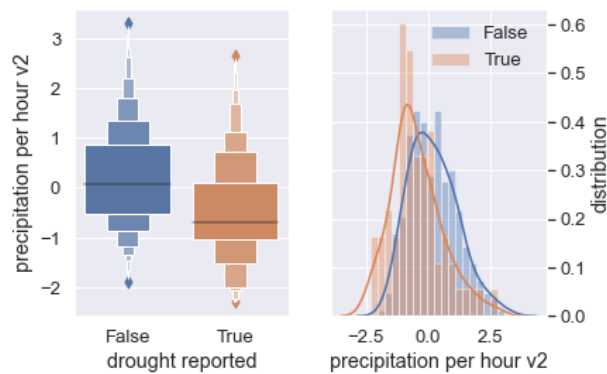 precipitation per hour v2
3
2
1
0
−1
−2
False
True
drought reported
False
True
0.6
0.5
0.4
0.3
0.2
0.1
0.0
distribution
−2.5
0.0
2.5
precipitation per hour v2